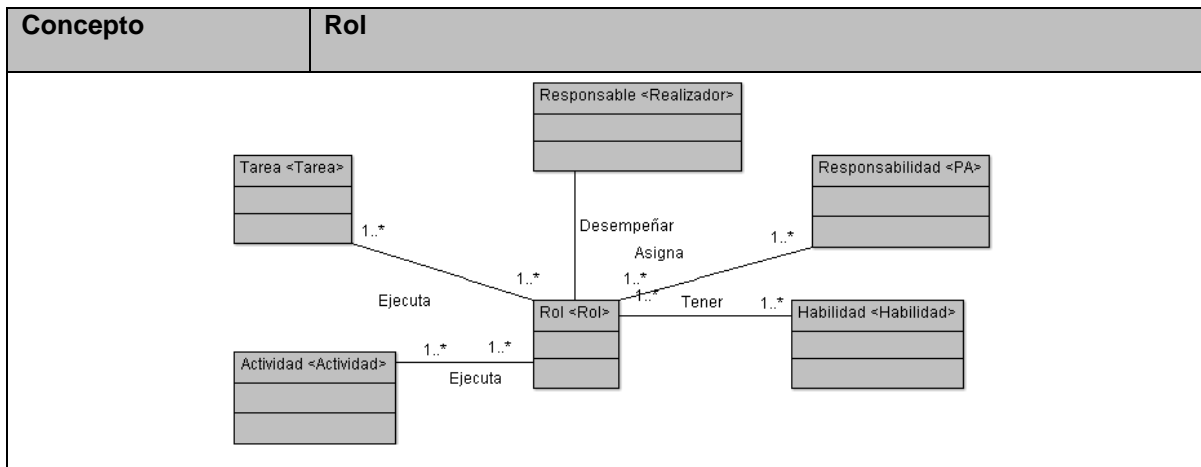 Concepto
Rol
Responsable <Realizador>
Tarea <Tarea>
Responsabilidad <PA>
1..*
Desempeñar
1..*
Asigna
1..*
1..*
1..*
Ejecuta
Tener
1..*
Rol <Rol>
Habilidad <Habilidad>
1..*
1..*
Actividad <Actividad>
Ejecuta